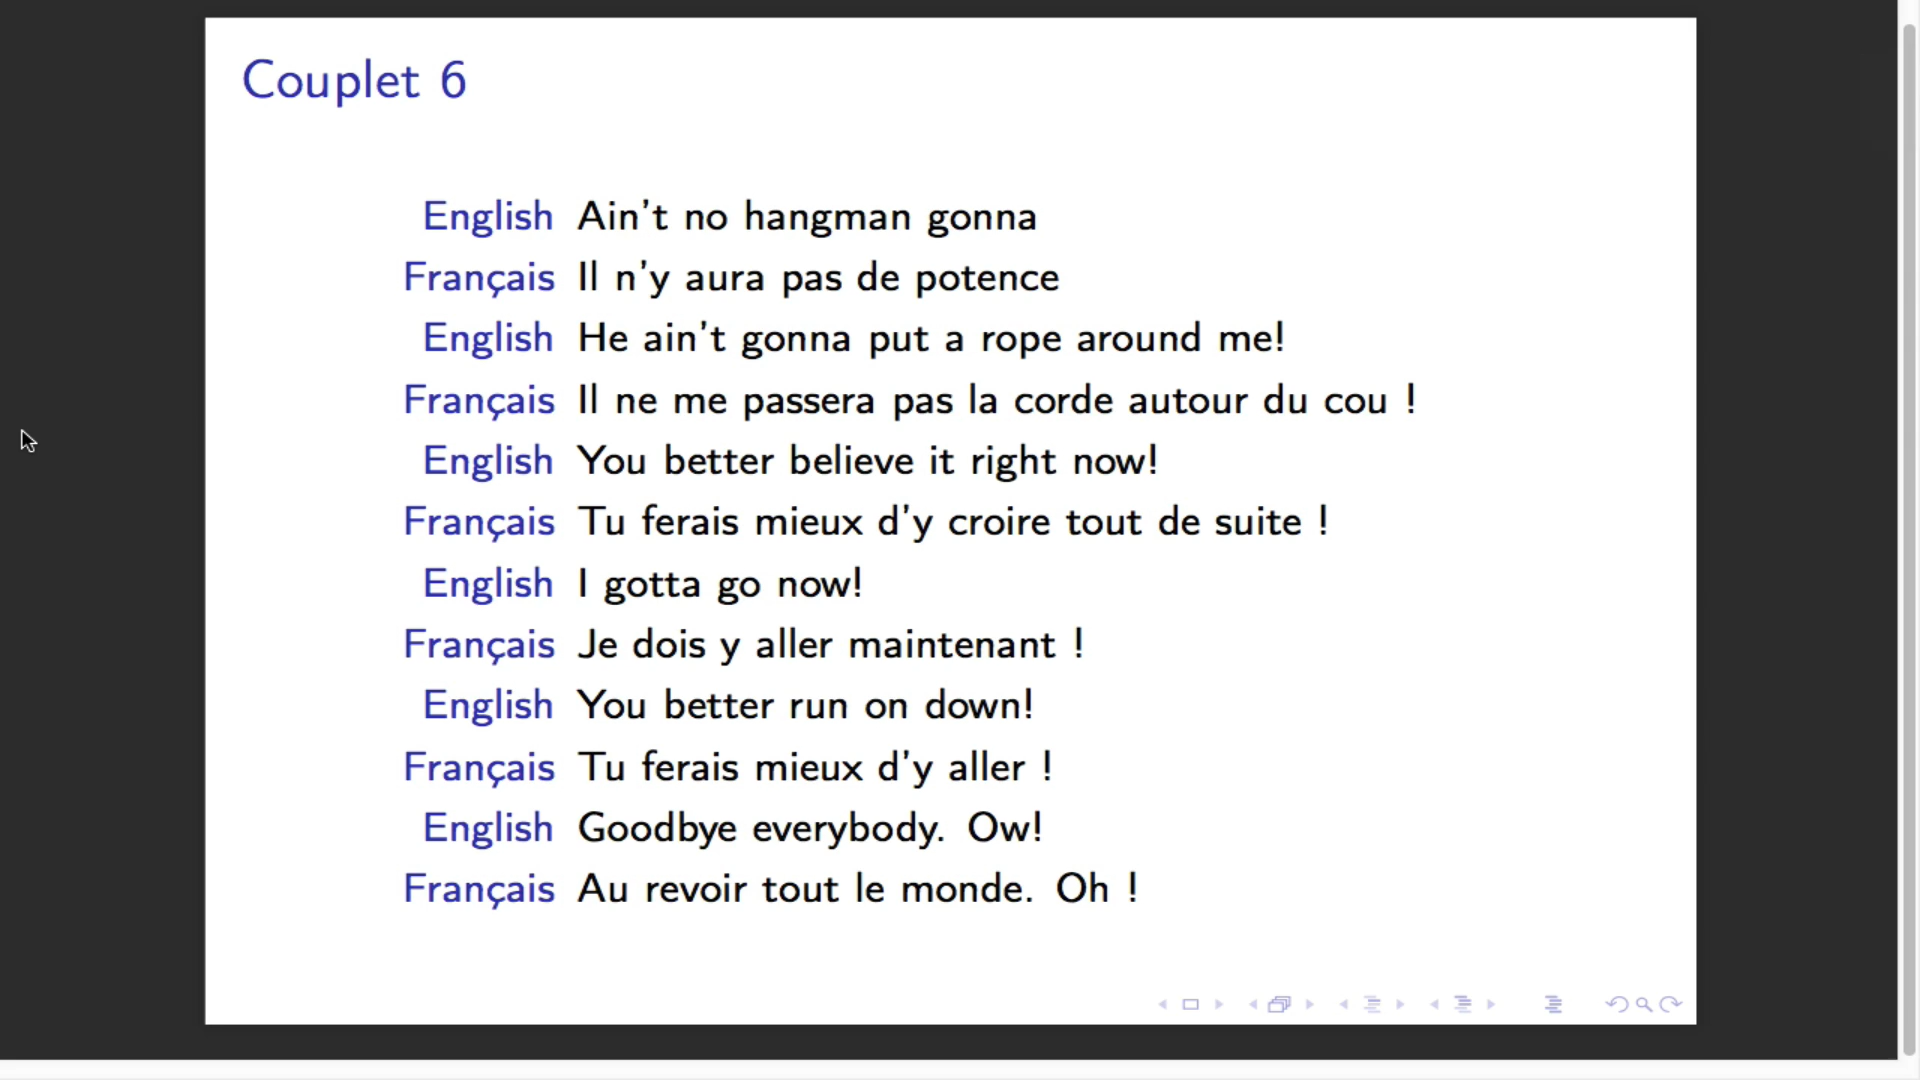 Couplet 6
English Ain't no hangman gonna
Français Il n'y aura pas de potence
English He ain't gonna put a rope around me!
Français Il ne me passera pas la corde autour du cou !
English You better believe it right now!
Français Tu ferais mieux d'y croire tout de suite !
English I gotta go now!
Français Je dois y aller maintenant !
English You better run on down!
Français Tu ferais mieux d'y aller !
English Goodbye everybody. Ow!
Français Au revoir tout le monde. Oh !